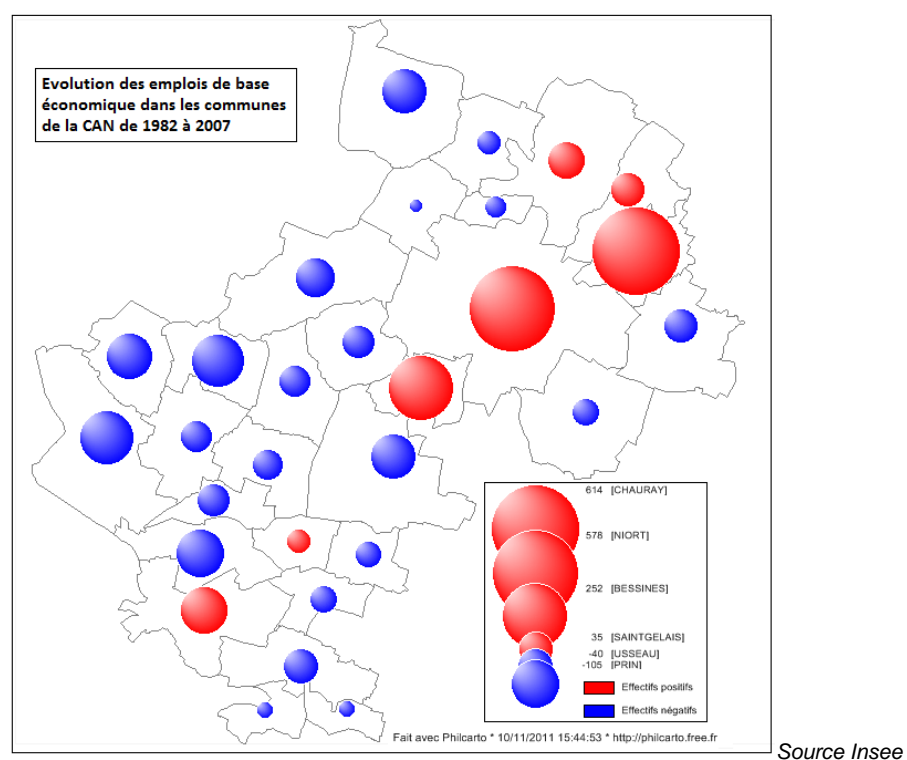 Evolution des emplois de base
économique dans les communes
de la CAN de 1982 à 2007
614 [CHAURAY]
578 [NIORT]
252 [BESSINES]
35 [SAINTGELAIS]
-40 [USSEAU]
-105 [PRIN]
Effectifs positifs
Effectifs négatifs
Fait avec Philcarto * 10/11/2011 15:44:53 * http://philcarto.free.fr
Source Insee